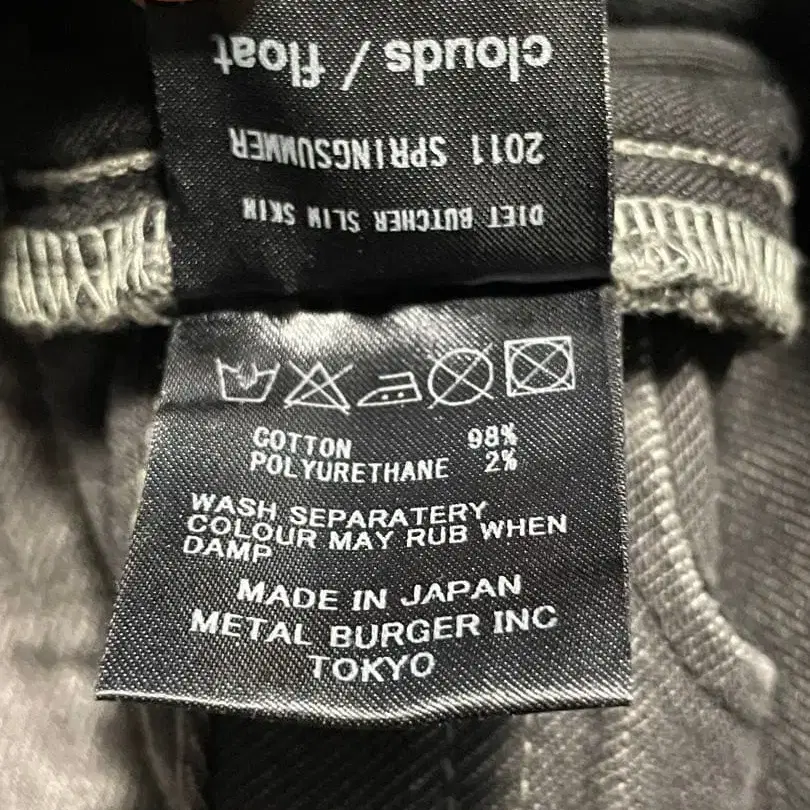 clouds / float
2011 SPRINGSUMMER
DIET BUTCHER SLIM SKIN
COTTON 98%
POLYURETHANE 2%
WASH SEPARATERY
COLOUR MAY RUB WHEN
DAMP
MADE IN JAPAN
METAL BURGER INC
TOKYO